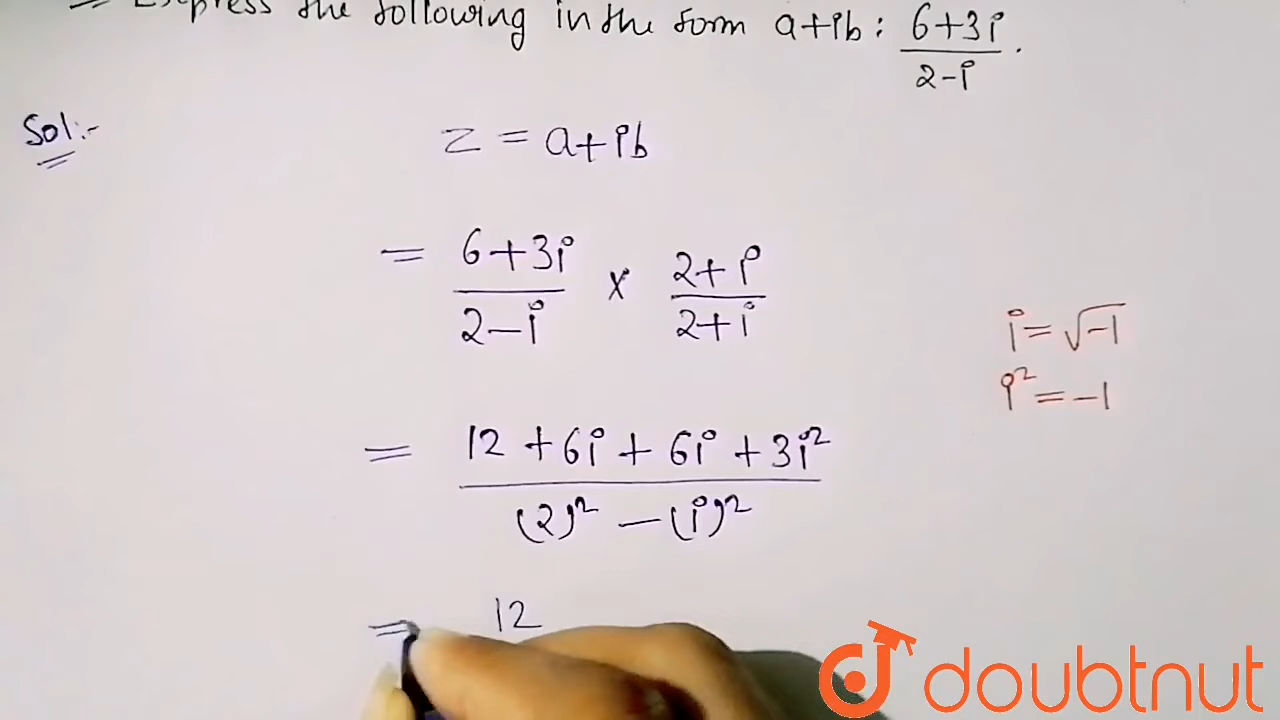 Express the following in the form a+ib: 6+3i / 2-i.
Sol:-
z = a+ib
= 6+3i / 2-i × 2+i / 2+i
i = √-1
i² = -1
= 12 + 6i + 6i + 3i² / (2)² - (i)²
= 12
doubtnut